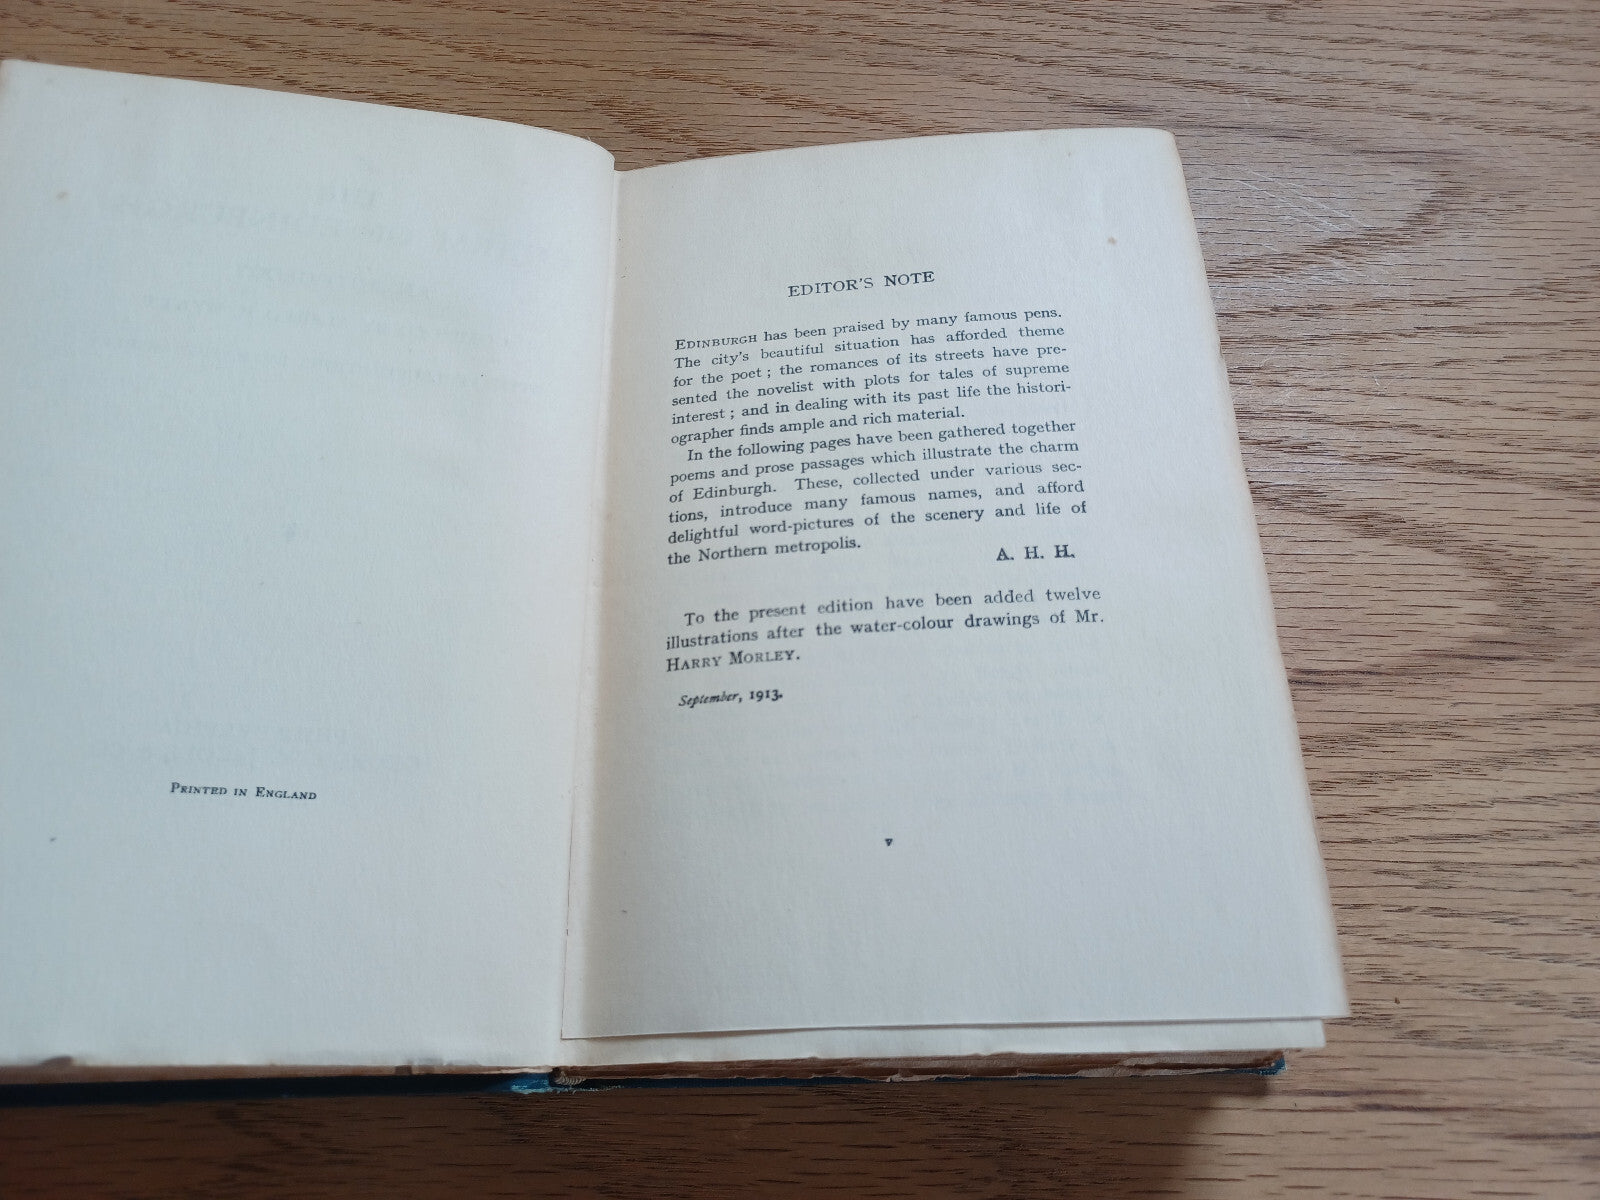 PRINTED IN ENGLAND
EDITOR'S NOTE
EDINBURGH has been praised by many famous pens.
The city's beautiful situation has afforded theme
for the poet; the romances of its streets have pre-
sented the novelist with plots for tales of supreme
interest; and in dealing with its past life the histori-
ographer finds ample and rich material.
In the following pages have been gathered together
poems and prose passages which illustrate the charm
of Edinburgh. These, collected under various sec-
tions, introduce many famous names, and afford
delightful word-pictures of the scenery and life of
the Northern metropolis.
A. H. H.
To the present edition have been added twelve
illustrations after the water-colour drawings of Mr.
HARRY MORLEY.
September, 1913.
v